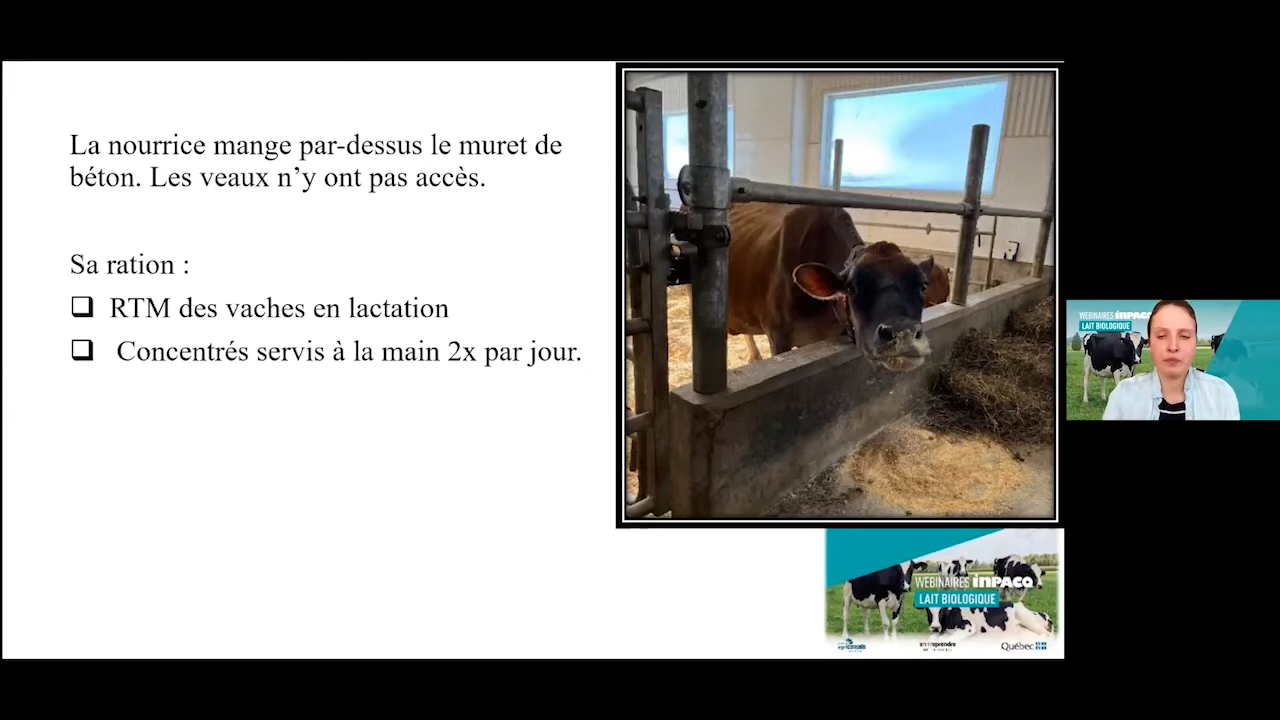 La nourrice mange par-dessus le muret de
béton. Les veaux n’y ont pas accès.
Sa ration :
RTM des vaches en lactation
Concentrés servis à la main 2x par jour.
WEBINAIRES INPACQ
LAIT BIOLOGIQUE
WEBINAIRES INPACQ
LAIT BIOLOGIQUE
Québec